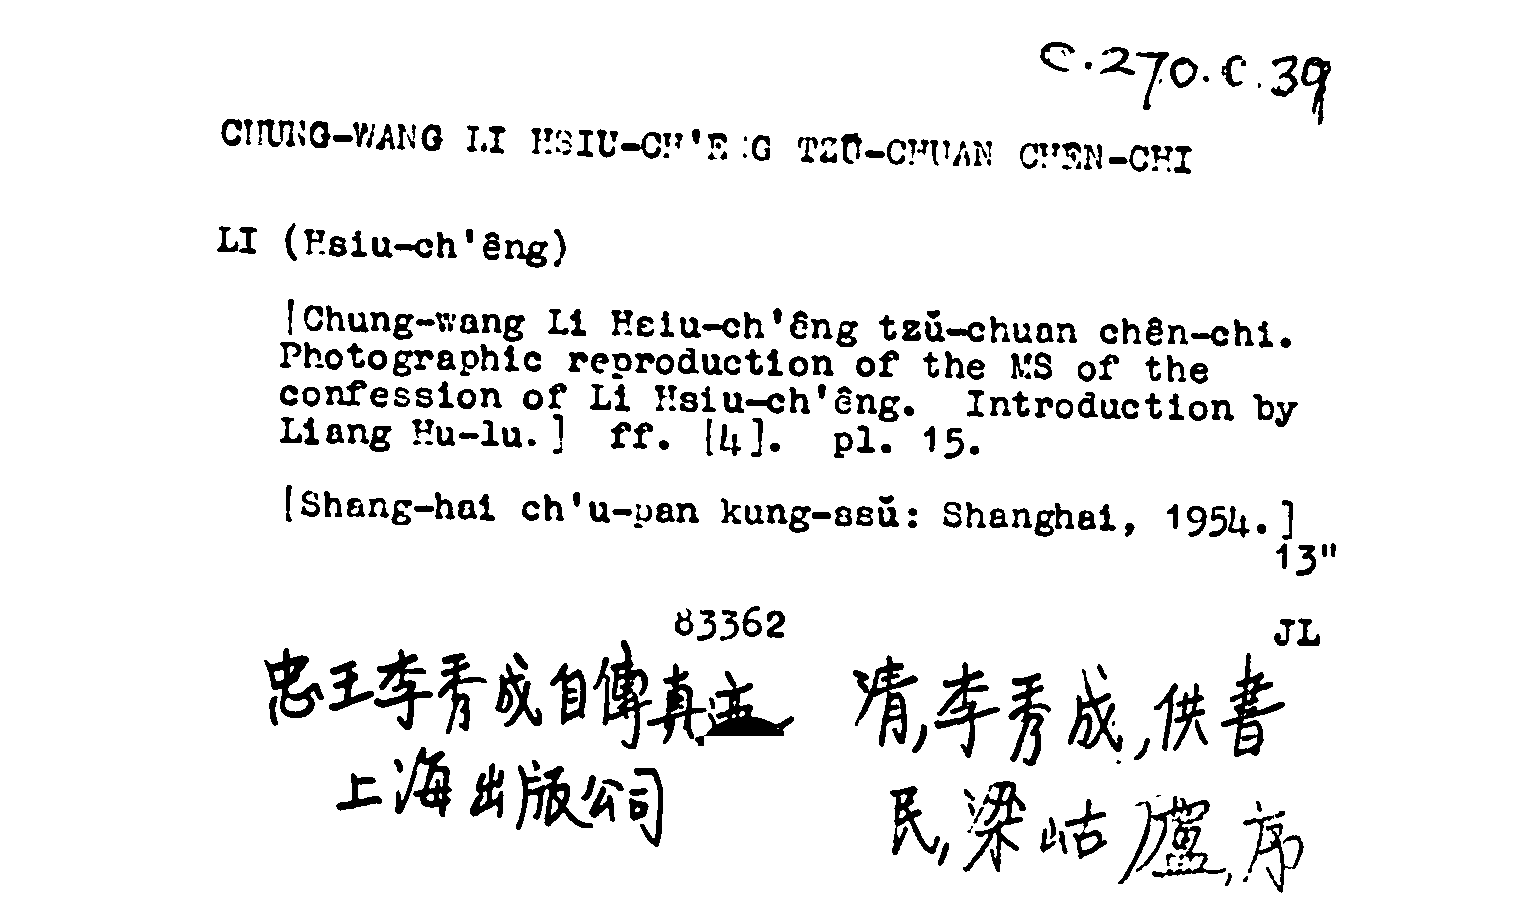 C.270.C.39
CHUNG-WANG LI HSIU-CH'ENG TZŬ-CHUAN CHEN-CHI
LI (Hsiu-ch'êng)
[Chung-wang Li Hsiu-ch'êng tzŭ-chuan chên-chi.
Photographic reproduction of the MS of the
confession of Li Hsiu-ch'êng. Introduction by
Liang Hu-lu.] ff. [4]. pl. 15.
[Shang-hai ch'u-pan kung-ssŭ: Shanghai, 1954.]
13"
83362
JL
忠王李秀成自傳真迹
清,李秀成,供書
上海出版公司
民,梁岵廬,序